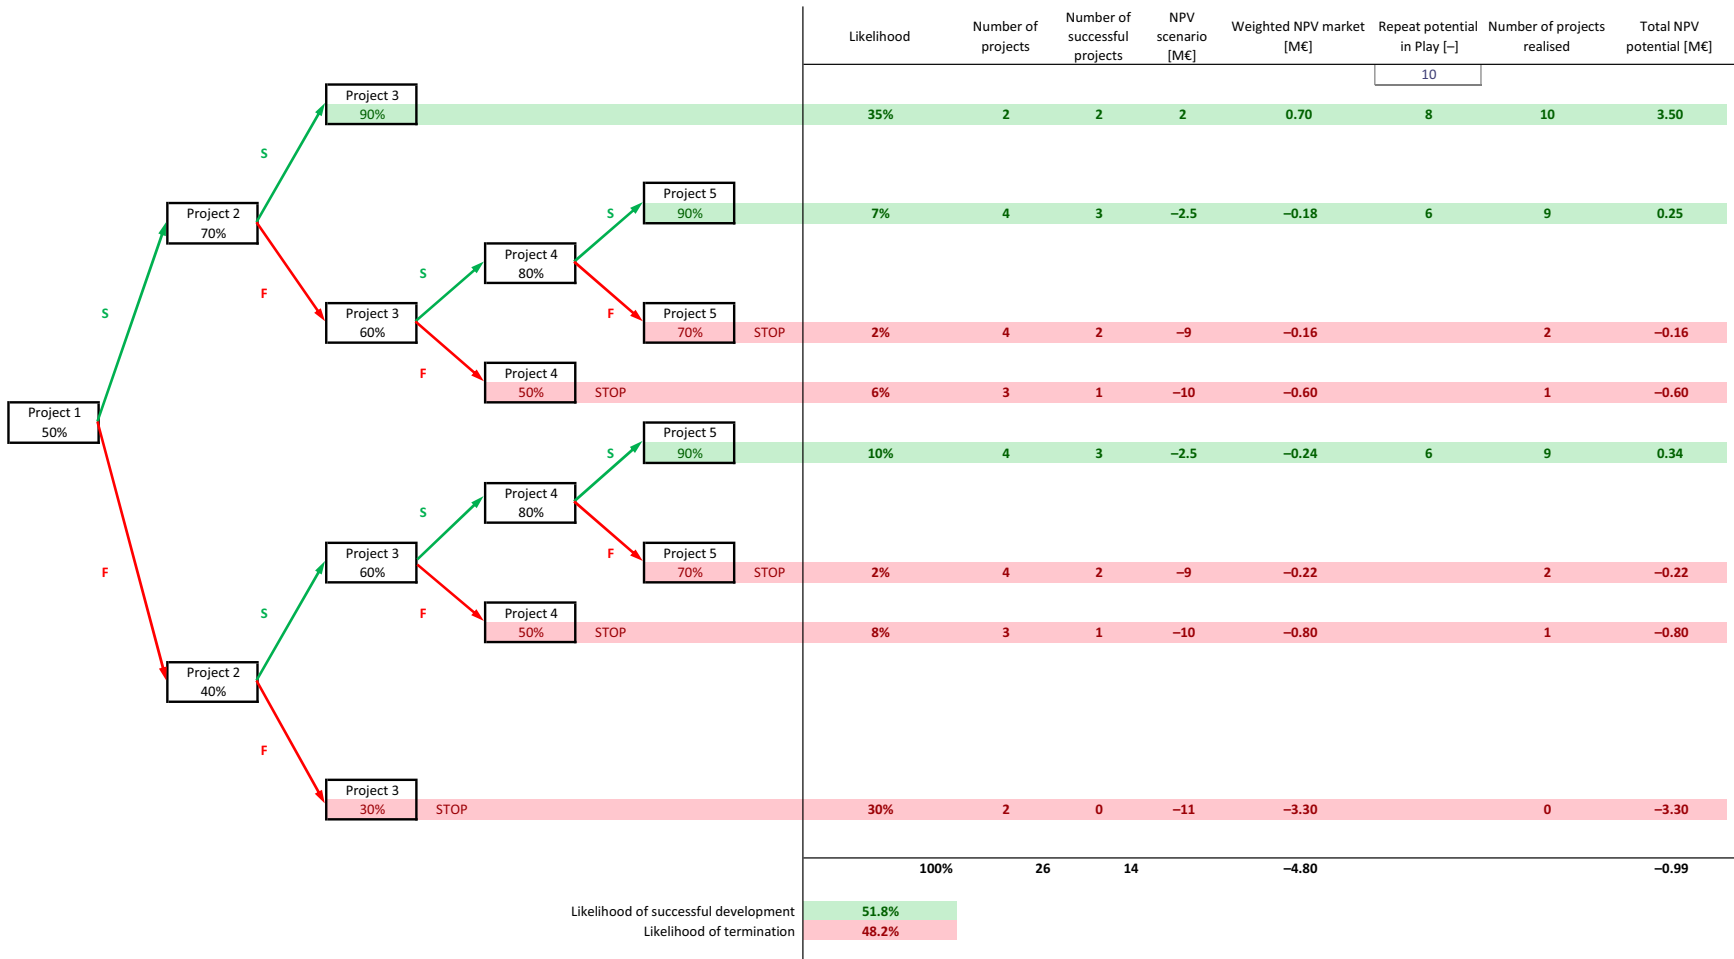 Likelihood
Number of projects
Number of successful projects
NPV scenario [M€]
Weighted NPV market [M€]
Repeat potential in Play [–]
Number of projects realised
Total NPV potential [M€]
10
Project 3
90% 35% 2 2 2 0.70 8 10 3.50
S
Project 5
Project 2
S 90% 7% 4 3 –2.5 –0.18 6 9 0.25
70%
Project 4
S 80%
F
S
Project 3
F
Project 5
60%
70% STOP 2% 4 2 –9 –0.16 2 –0.16
F
Project 4
50% STOP 6% 3 1 –10 –0.60 1 –0.60
Project 1
50%
Project 5
S 90% 10% 4 3 –2.5 –0.24 6 9 0.34
Project 4
80%
S
Project 3
F
Project 5
60%
F
70% STOP 2% 4 2 –9 –0.22 2 –0.22
S
F
Project 4
50% STOP 8% 3 1 –10 –0.80 1 –0.80
Project 2
40%
F
Project 3
30% STOP 30% 2 0 –11 –3.30 0 –3.30
100% 26 14 –4.80 –0.99
Likelihood of successful development 51.8%
Likelihood of termination 48.2%